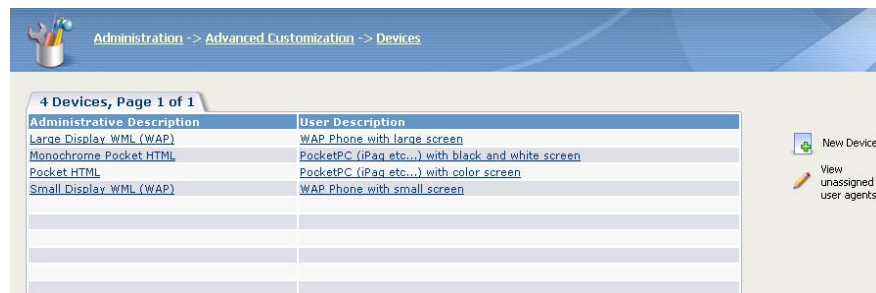 Administration -> Advanced Customization -> Devices
4 Devices, Page 1 of 1
Administrative Description User Description
Large Display WML (WAP) WAP Phone with large screen
Monochrome Pocket HTML PocketPC (iPaq etc...) with black and white screen
Pocket HTML PocketPC (iPaq etc...) with color screen
Small Display WML (WAP) WAP Phone with small screen
New Device
View
unassigned
user agents